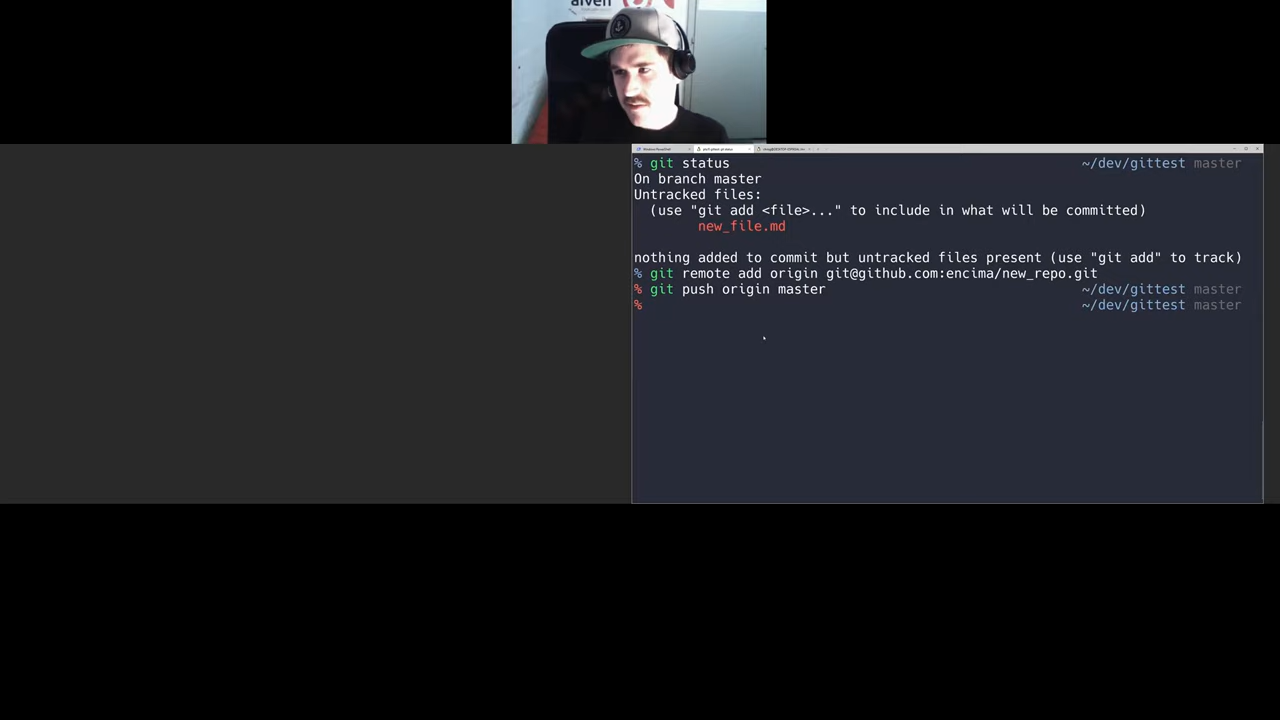 aiven
% git status ~/dev/gittest master
On branch master
Untracked files:
(use "git add <file>..." to include in what will be committed)
new_file.md
nothing added to commit but untracked files present (use "git add" to track)
% git remote add origin git@github.com:encima/new_repo.git
% git push origin master ~/dev/gittest master
% ~/dev/gittest master